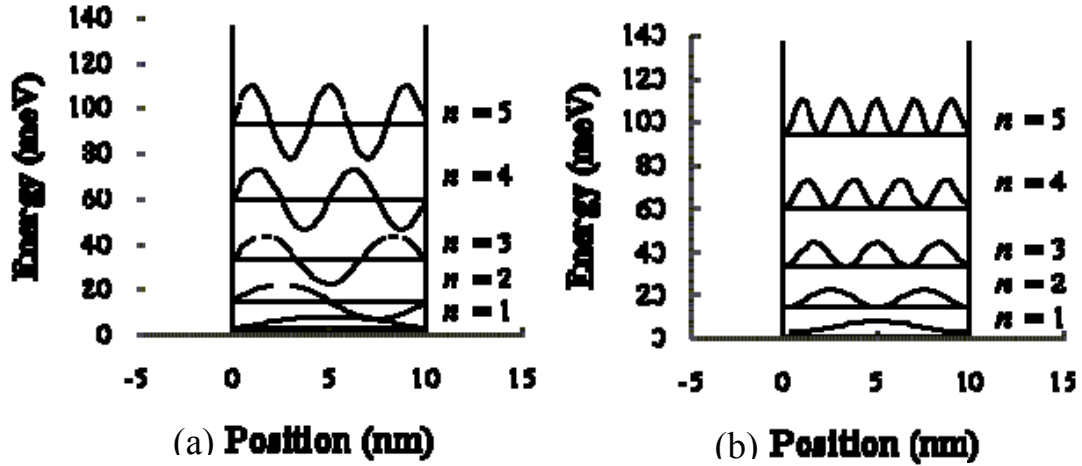 140
120
100
80
60
40
20
0
Energy (meV)
n = 5
n = 4
n = 3
n = 2
n = 1
-5 0 5 10 15
(a) Position (nm)
140
120
100
80
60
40
20
0
Energy (meV)
n = 5
n = 4
n = 3
n = 2
n = 1
-5 0 5 10 15
(b) Position (nm)